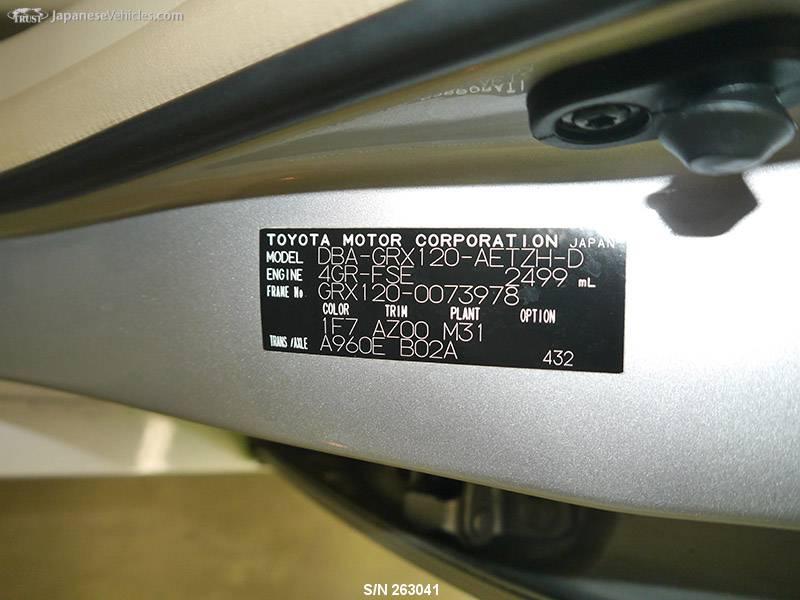 TRUST JapaneseVehicles.com
TOYOTA MOTOR CORPORATION JAPAN
MODEL DBA-GRX120-AETZH-D
ENGINE 4GR-FSE 2499 mL
FRAME No GRX120-0073978
COLOR TRIM PLANT OPTION
1F7 AZ00 M31
TRANS/AXLE A960E B02A 432
S/N 263041